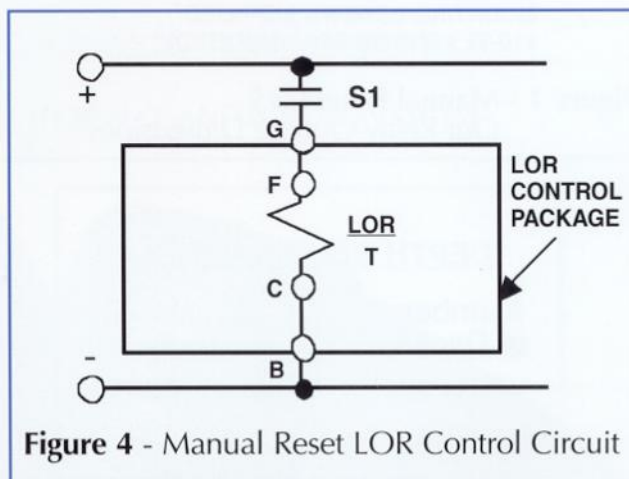 +
S1
G
F
LOR
T
C
B
-
LOR
CONTROL
PACKAGE
Figure 4 - Manual Reset LOR Control Circuit